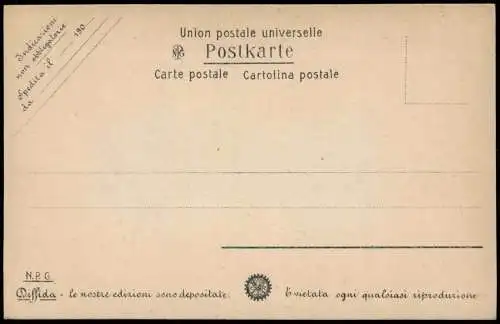 Indicazioni
non obbligatorie
Spedita il 190
da
Union postale universelle
Postkarte
Carte postale Cartolina postale
N.P.G.
Diffida - le nostre edizioni sono depositate. È vietata ogni qualsiasi riproduzione